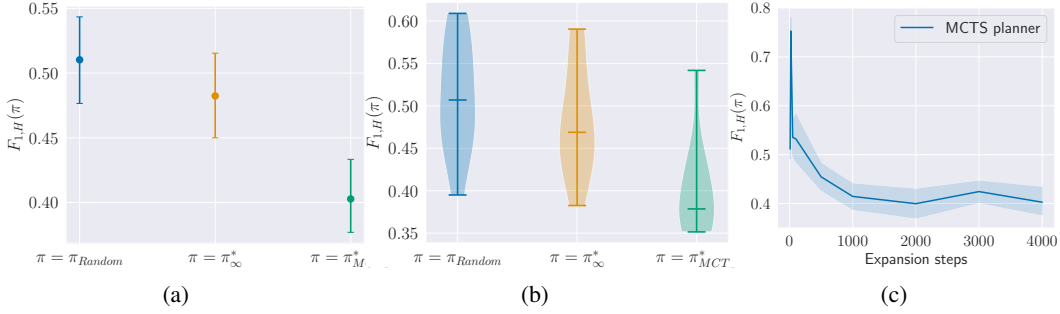 0.55
0.50
0.45
0.40
F_{1,H}(π)
π = π_{Random}
π = π^*_∞
π = π^*_M
(a)
0.60
0.55
0.50
0.45
0.40
0.35
F_{1,H}(π)
π = π_{Random}
π = π^*_∞
π = π^*_{MCT}
(b)
0.8
0.7
0.6
0.5
0.4
F_{1,H}(π)
MCTS planner
0
1000
2000
3000
4000
Expansion steps
(c)